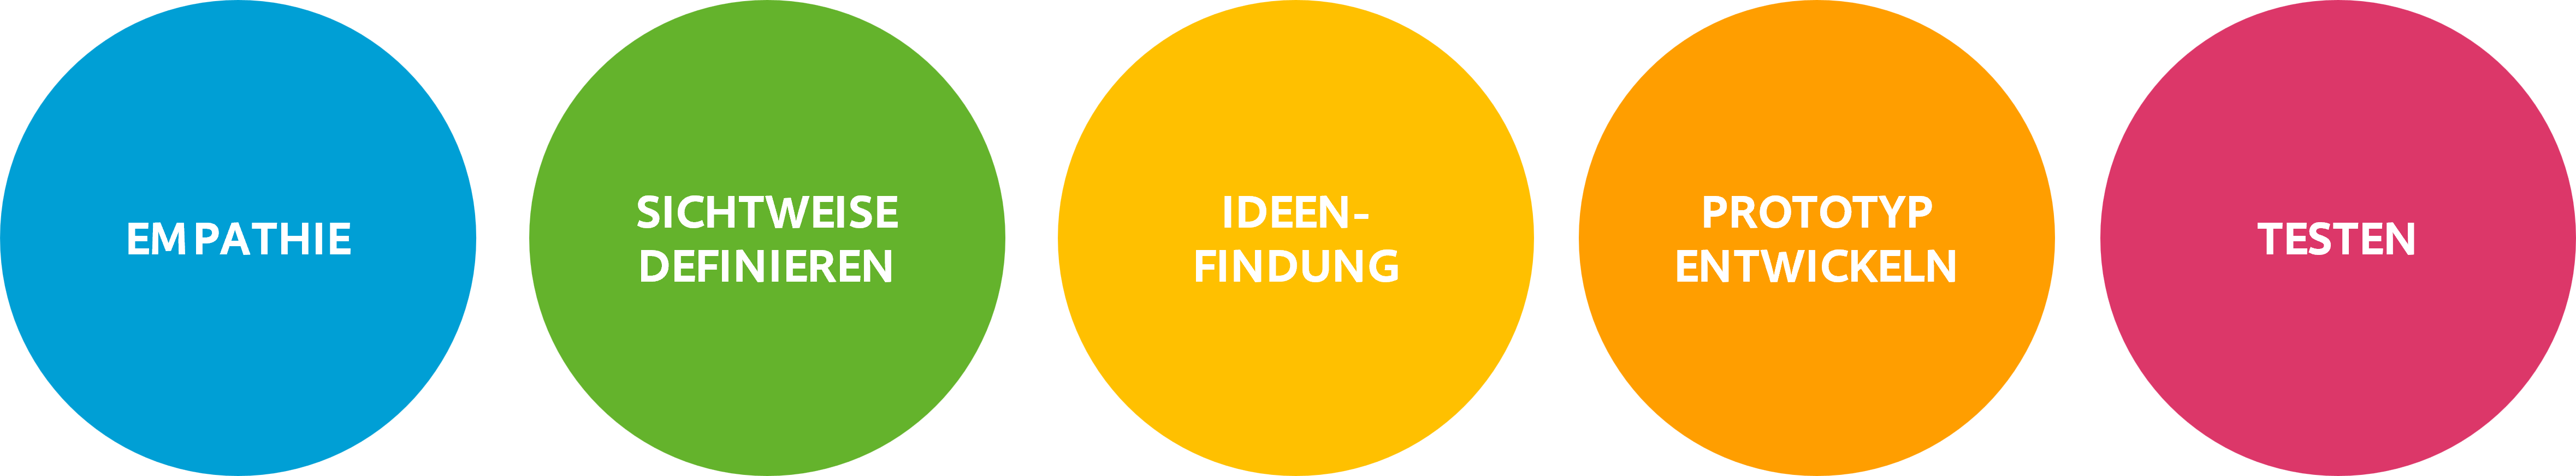 EMPATHIE
SICHTWEISE
DEFINIEREN
IDEEN-
FINDUNG
PROTOTYP
ENTWICKELN
TESTEN